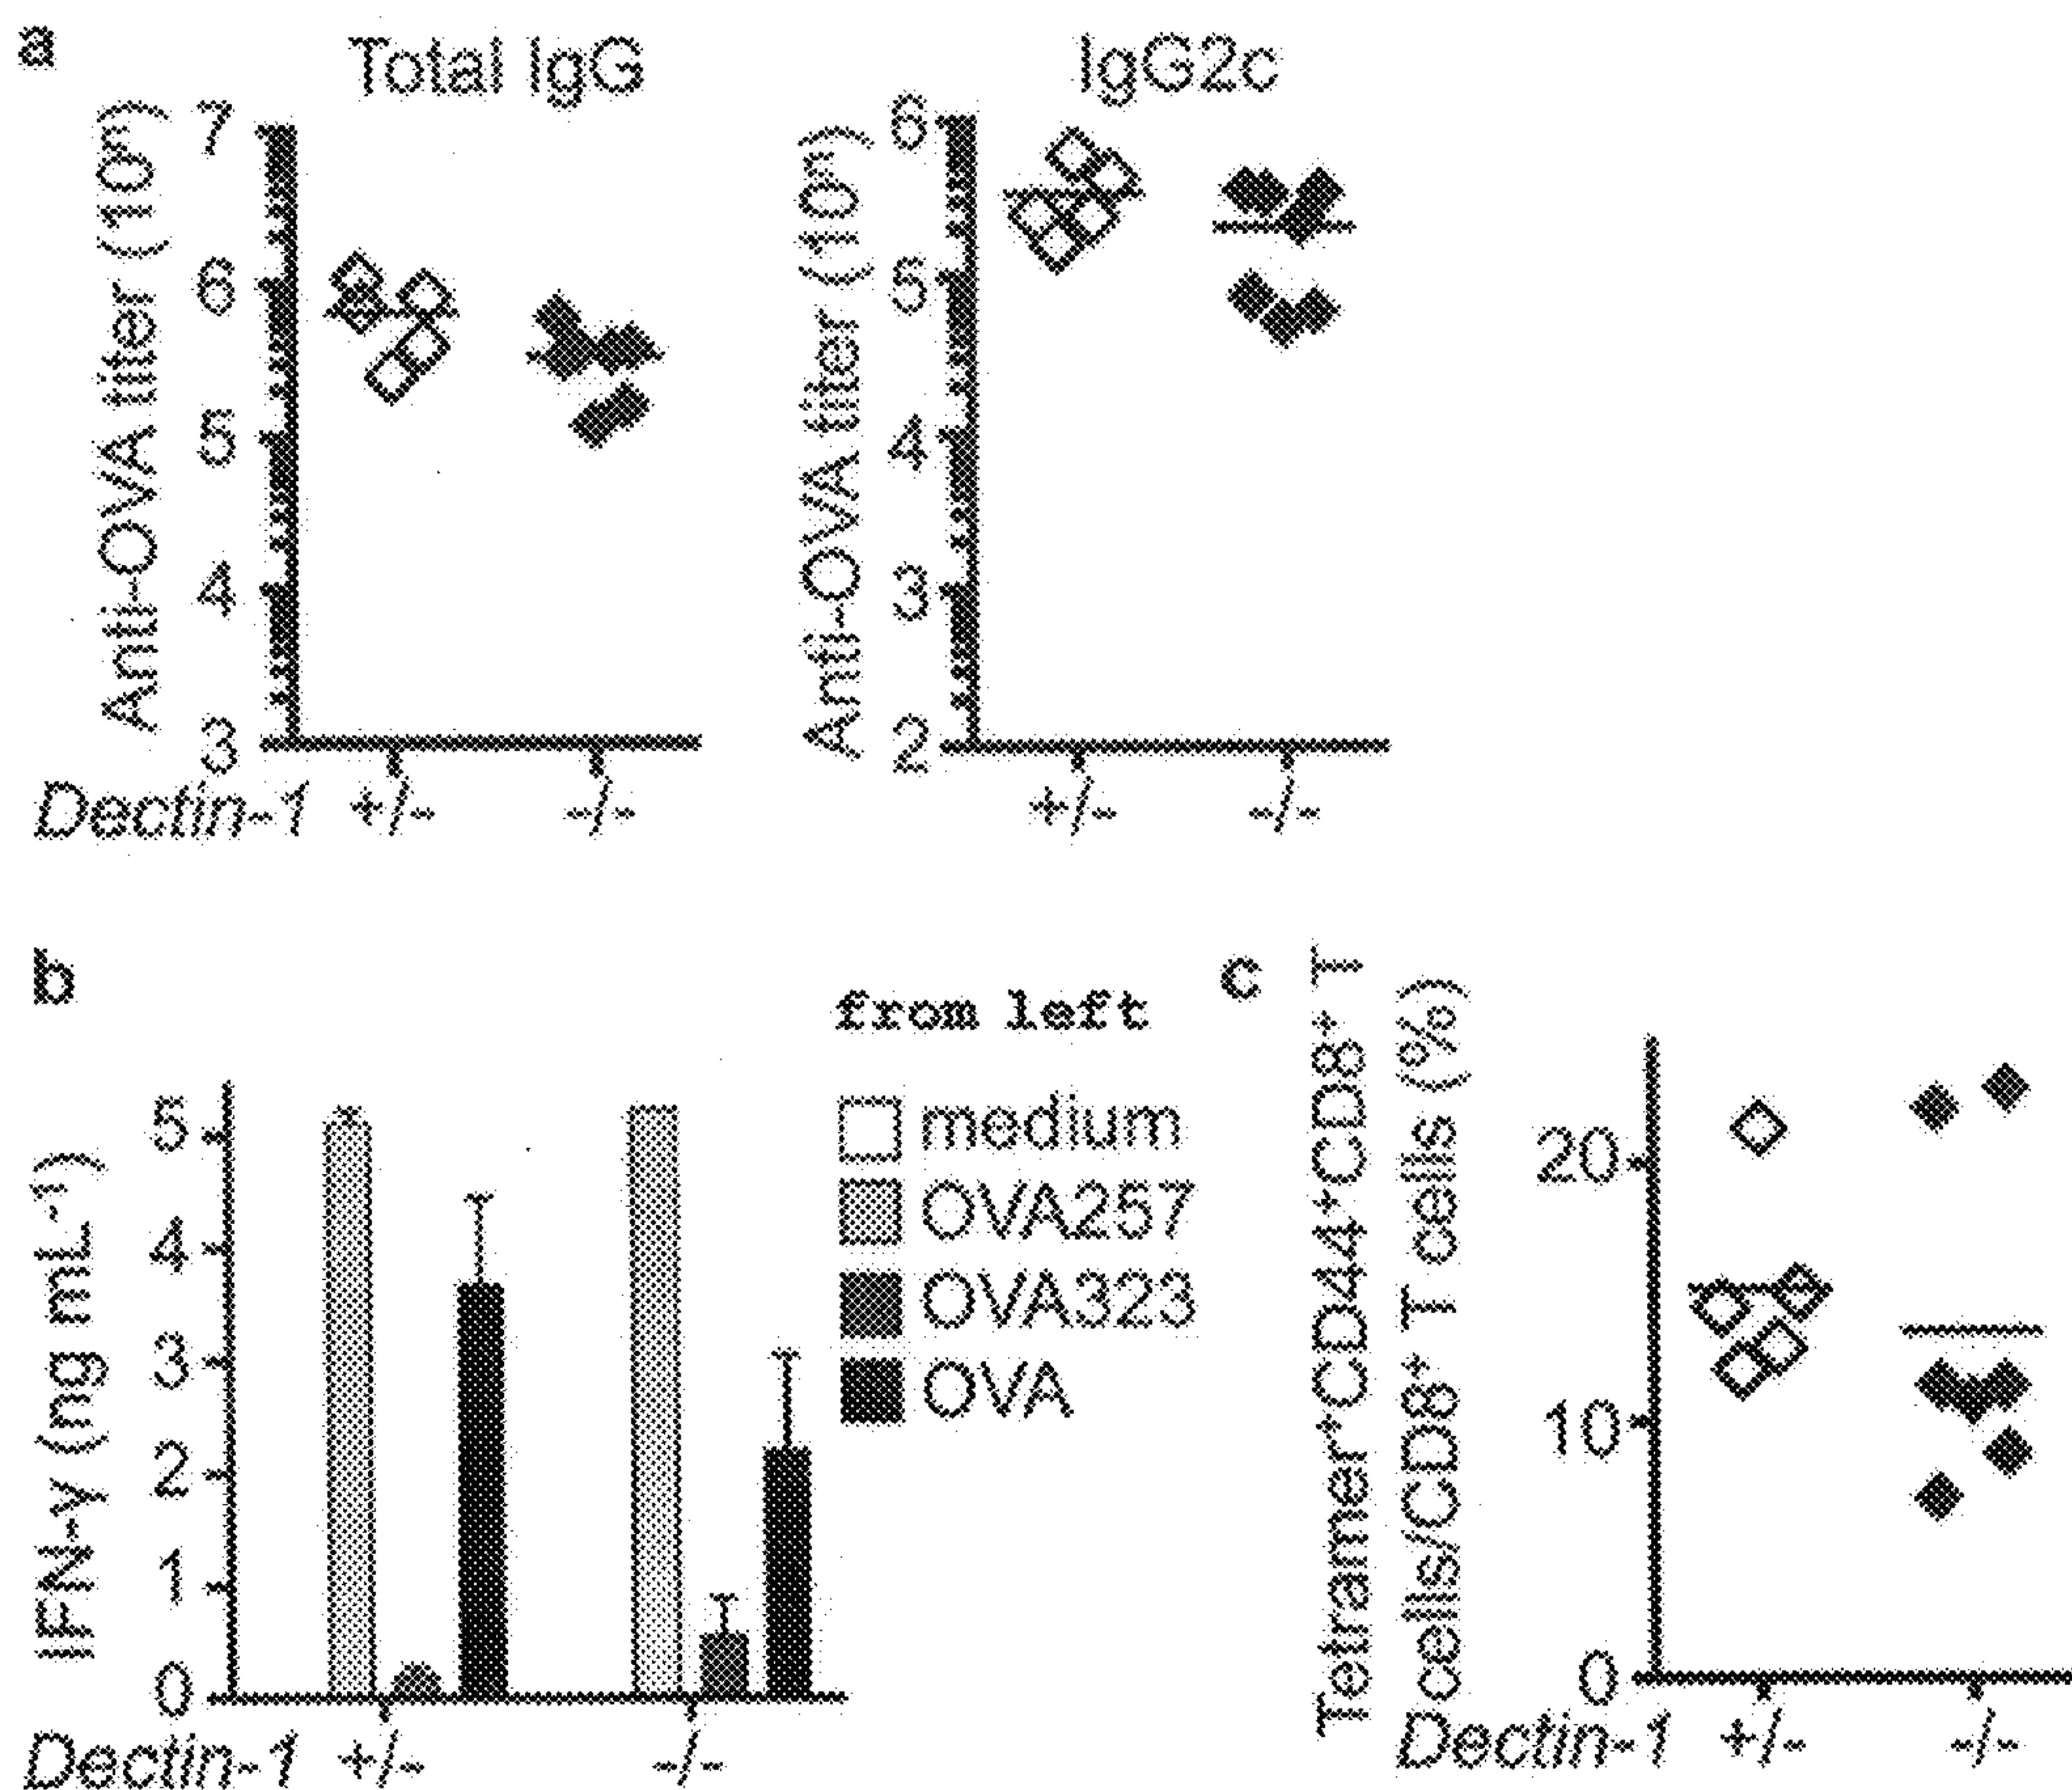 a
Total IgG
Anti-OVA titer (10ⁿ)
7
6
5
4
3
Dectin-1 +/- -/-
IgG2c
Anti-OVA titer (10ⁿ)
6
5
4
3
2
+/- -/-
b
IFN-γ (ng mL⁻¹)
5
4
3
2
1
0
Dectin-1 +/- -/-
from left
medium
OVA257
OVA323
OVA
c
Tetramer⁺CD44⁺CD8⁺ T
cells/CD8⁺ T cells (%)
20
10
0
Dectin-1 +/- -/-